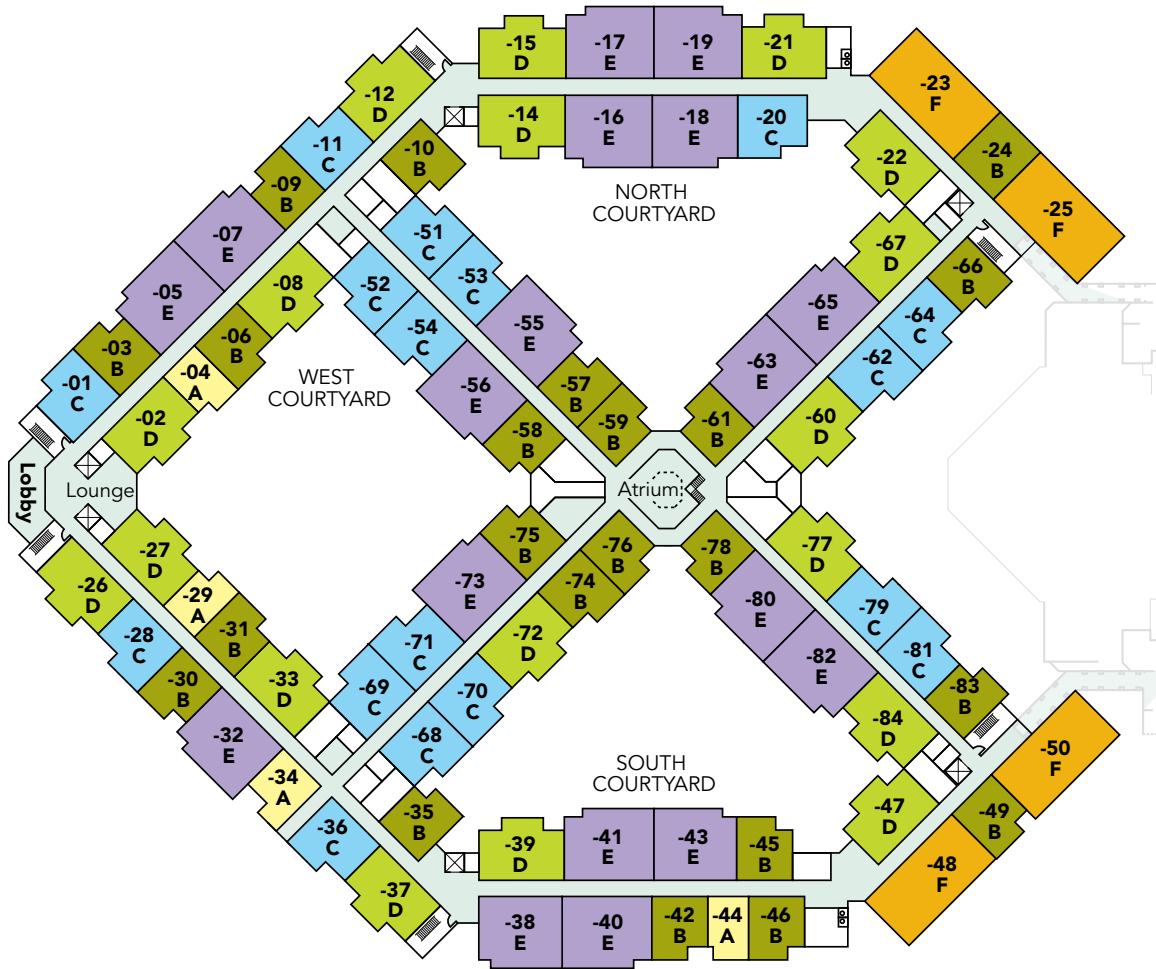 -15
D
-17
E
-19
E
-21
D
-12
D
-23
F
-14
D
-16
E
-18
E
-20
C
-11
C
-10
B
-22
D
-24
B
-09
B
NORTH
COURTYARD
-25
F
-07
E
-51
C
-67
D
-08
D
-52
C
-53
C
-66
B
-05
E
-54
C
-55
E
-65
E
-64
C
-03
B
-06
B
-04
A
-63
E
-62
C
-01
C
WEST
COURTYARD
-56
E
-57
B
-02
D
-58
B
-59
B
-61
B
-60
D
Lobby
Lounge
Atrium
-27
D
-75
B
-76
B
-78
B
-77
D
-26
D
-29
A
-73
E
-74
B
-80
E
-79
C
-28
C
-31
B
-71
C
-72
D
-82
E
-81
C
-30
B
-33
D
-69
C
-70
C
-83
B
-32
E
-68
C
-84
D
-34
A
SOUTH
COURTYARD
-50
F
-35
B
-47
D
-49
B
-36
C
-39
D
-41
E
-43
E
-45
B
-48
F
-37
D
-38
E
-40
E
-42
B
-44
A
-46
B